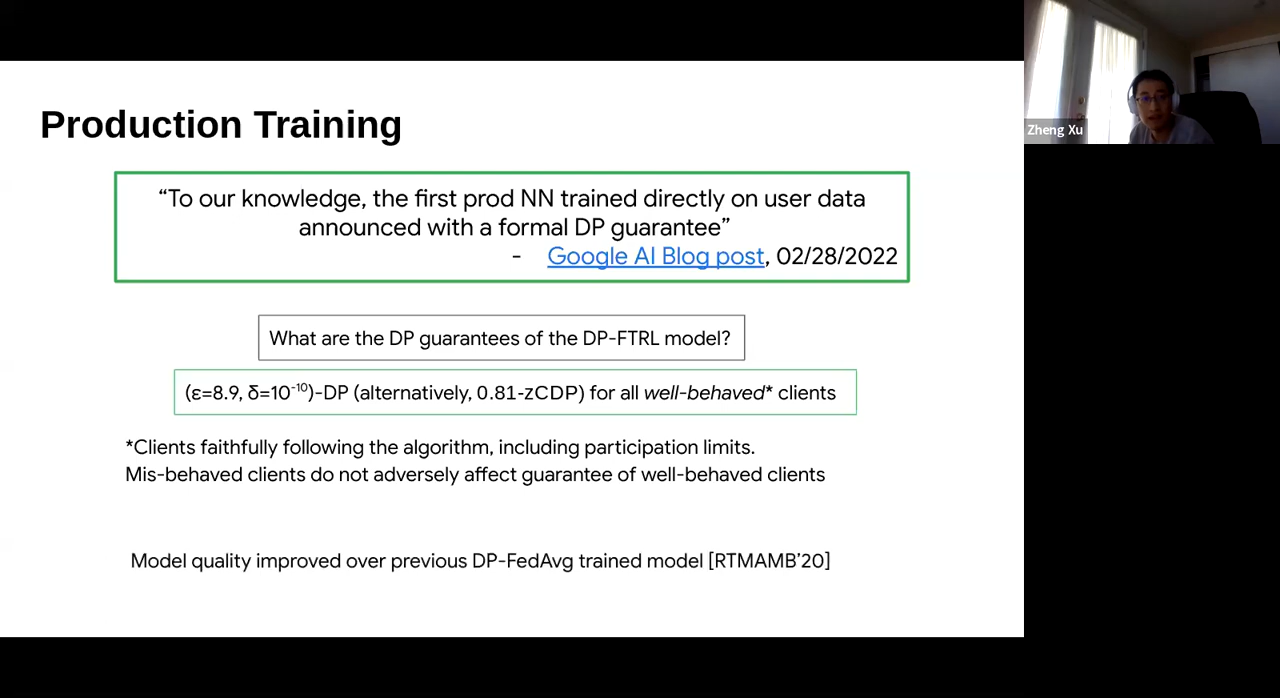 Production Training
“To our knowledge, the first prod NN trained directly on user data
announced with a formal DP guarantee”
- Google AI Blog post, 02/28/2022
What are the DP guarantees of the DP-FTRL model?
(ε=8.9, δ=10⁻¹⁰)-DP (alternatively, 0.81-zCDP) for all well-behaved* clients
*Clients faithfully following the algorithm, including participation limits.
Mis-behaved clients do not adversely affect guarantee of well-behaved clients
Model quality improved over previous DP-FedAvg trained model [RTMAMB’20]
Zheng Xu